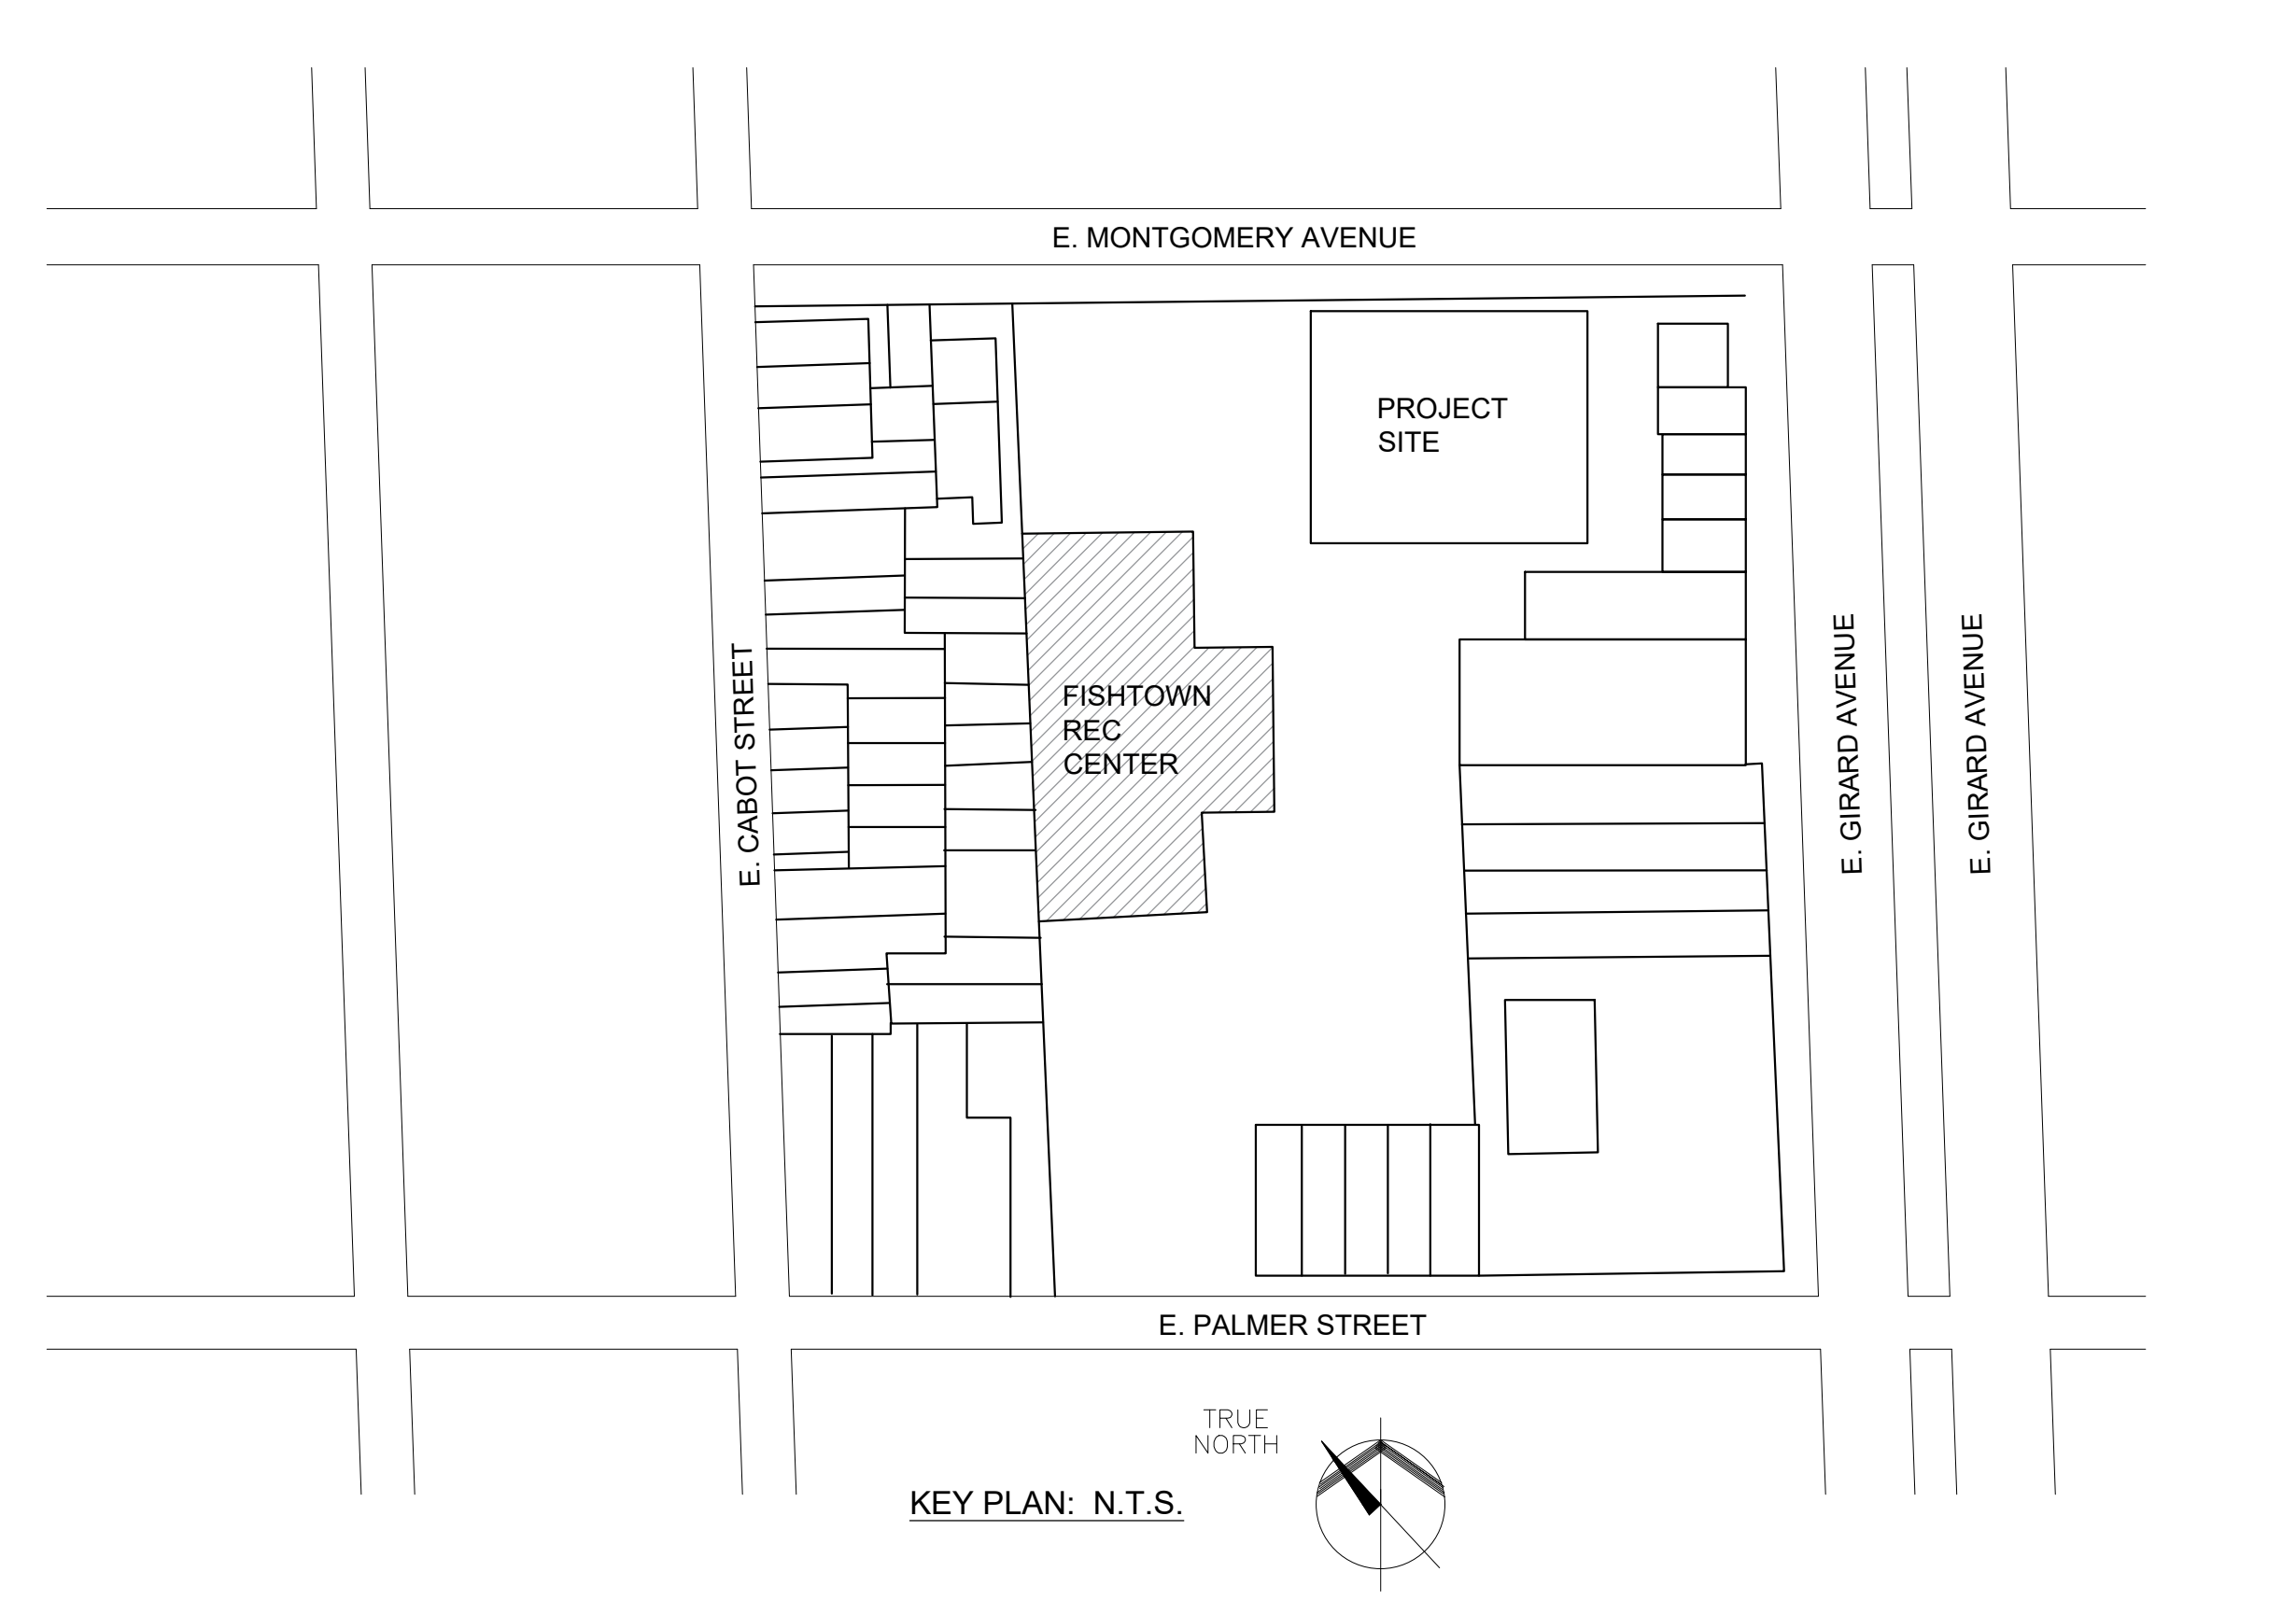 E. MONTGOMERY AVENUE
PROJECT
SITE
E. CABOT STREET
FISHTOWN
REC
CENTER
E. GIRARD AVENUE
E. GIRARD AVENUE
E. PALMER STREET
TRUE
NORTH
KEY PLAN: N.T.S.